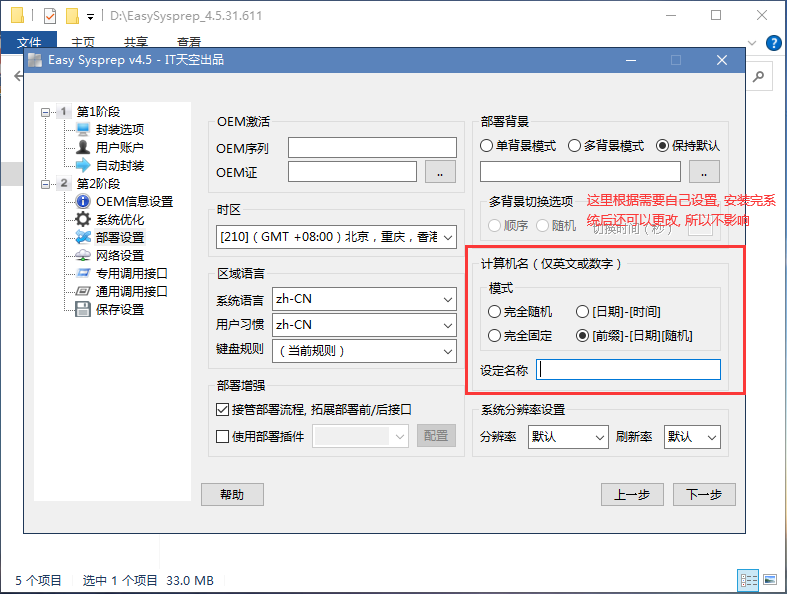 D:\EasySysprep_4.5.31.611
文件 主页 共享 查看
Easy Sysprep v4.5 - IT天空出品
1 第1阶段
封装选项
用户账户
自动封装
2 第2阶段
OEM信息设置
系统优化
部署设置
网络设置
专用调用接口
通用调用接口
保存设置
OEM激活
OEM序列
OEM证 ..
时区
[210] ( GMT +08:00 ) 北京，重庆，香港
区域语言
系统语言 zh-CN
用户习惯 zh-CN
键盘规则 （当前规则）
部署增强
接管部署流程, 拓展部署前/后接口
使用部署插件 配置
部署背景
单背景模式 多背景模式 保持默认
..
多背景切换选项
顺序 随机 切换时间（秒）
这里根据需要自己设置, 安装完系
统后还可以更改, 所以不影响
计算机名（仅英文或数字）
模式
完全随机 [日期]-[时间]
完全固定 [前缀]-[日期][随机]
设定名称
系统分辨率设置
分辨率 默认 刷新率 默认
帮助 上一步 下一步
5 个项目 选中 1 个项目 33.0 MB